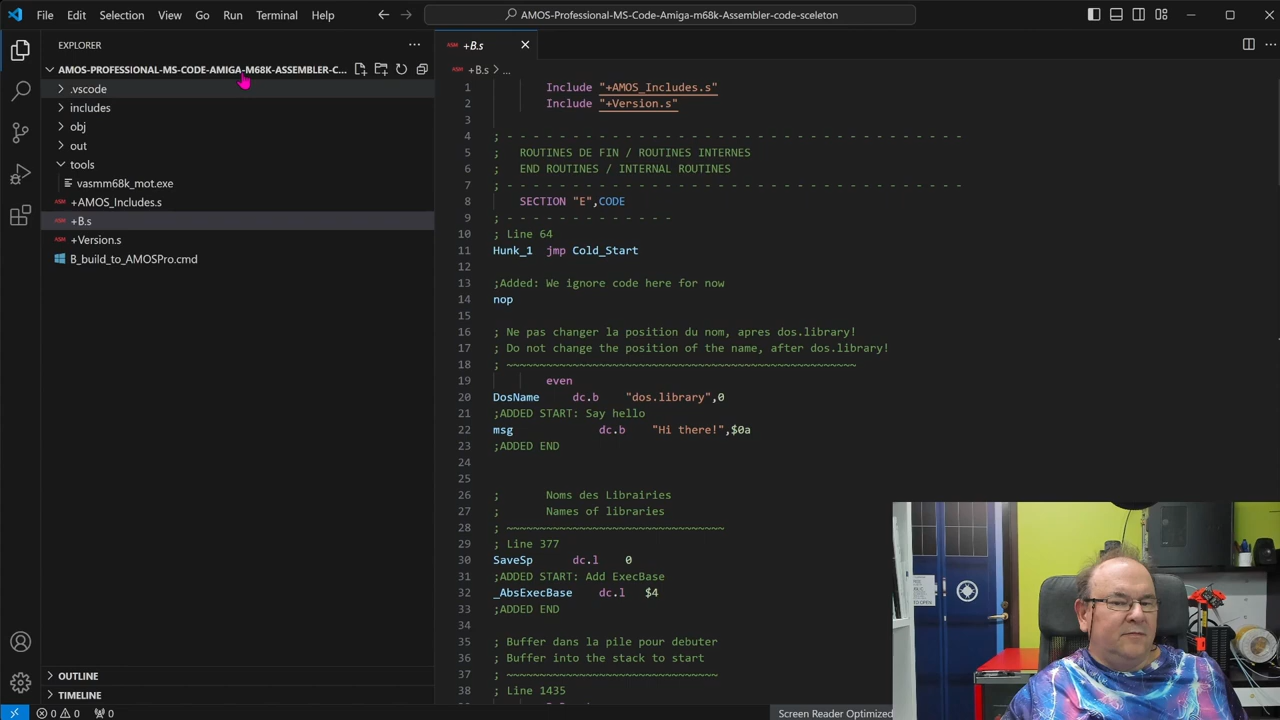 File Edit Selection View Go Run Terminal Help
AMOS-Professional-MS-Code-Amiga-m68k-Assembler-code-sceleton
EXPLORER
AMOS-PROFESSIONAL-MS-CODE-AMIGA-M68K-ASSEMBLER-C...
.vscode
includes
obj
out
tools
vasmm68k_mot.exe
ASM +AMOS_Includes.s
ASM +B.s
ASM +Version.s
B_build_to_AMOSPro.cmd
OUTLINE
TIMELINE
0 0 0
ASM +B.s
ASM +B.s > ...
1 Include "+AMOS_Includes.s"
2 Include "+Version.s"
3
4 ; - - - - - - - - - - - - - - - - - - - - - - - - - - - - - - - - - - -
5 ; ROUTINES DE FIN / ROUTINES INTERNES
6 ; END ROUTINES / INTERNAL ROUTINES
7 ; - - - - - - - - - - - - - - - - - - - - - - - - - - - - - - - - - - -
8 SECTION "E",CODE
9 ; - - - - - - - - - - - - -
10 ; Line 64
11 Hunk_1 jmp Cold_Start
12
13 ;Added: We ignore code here for now
14 nop
15
16 ; Ne pas changer la position du nom, apres dos.library!
17 ; Do not change the position of the name, after dos.library!
18 ; ~~~~~~~~~~~~~~~~~~~~~~~~~~~~~~~~~~~~~~~~~~~~~~~~~~~~~
19 even
20 DosName dc.b "dos.library",0
21 ;ADDED START: Say hello
22 msg dc.b "Hi there!",$0a
23 ;ADDED END
24
25
26 ; Noms des Librairies
27 ; Names of libraries
28 ; ~~~~~~~~~~~~~~~~~~~~~~~~~~~~~~~~~
29 ; Line 377
30 SaveSp dc.l 0
31 ;ADDED START: Add ExecBase
32 _AbsExecBase dc.l $4
33 ;ADDED END
34
35 ; Buffer dans la pile pour debuter
36 ; Buffer into the stack to start
37 ; ~~~~~~~~~~~~~~~~~~~~~~~~~~~~~~~~
38 ; Line 1435
Screen Reader Optimized